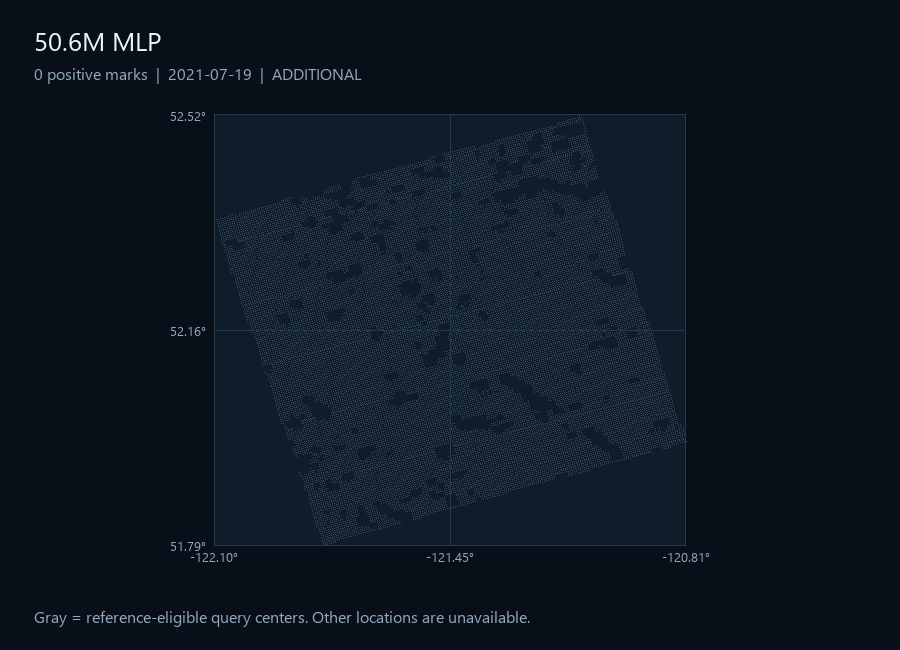 50.6M MLP
0 positive marks | 2021-07-19 | ADDITIONAL
52.52°
52.16°
51.79°
-122.10°
-121.45°
-120.81°
Gray = reference-eligible query centers. Other locations are unavailable.